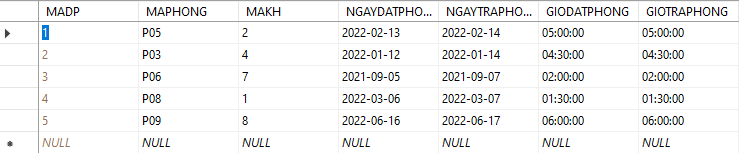 MADP MAPHONG MAKH NGAYDATPHO... NGAYTRAPHO... GIODATPHONG GIOTRAPHONG
1 P05 2 2022-02-13 2022-02-14 05:00:00 05:00:00
2 P03 4 2022-01-12 2022-01-14 04:30:00 04:30:00
3 P06 7 2021-09-05 2021-09-07 02:00:00 02:00:00
4 P08 1 2022-03-06 2022-03-07 01:30:00 01:30:00
5 P09 8 2022-06-16 2022-06-17 06:00:00 06:00:00
NULL NULL NULL NULL NULL NULL NULL